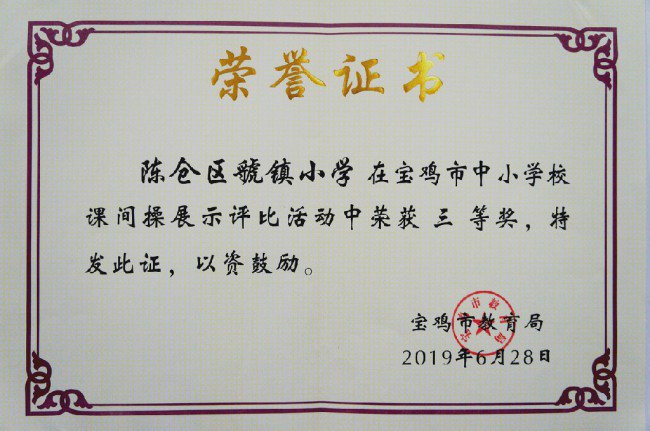 荣誉证书
陈仓区虢镇小学 在宝鸡市中小学校
课间操展示评比活动中荣获 三 等奖，特
发此证，以资鼓励。
宝鸡市教育局
2019年6月28日